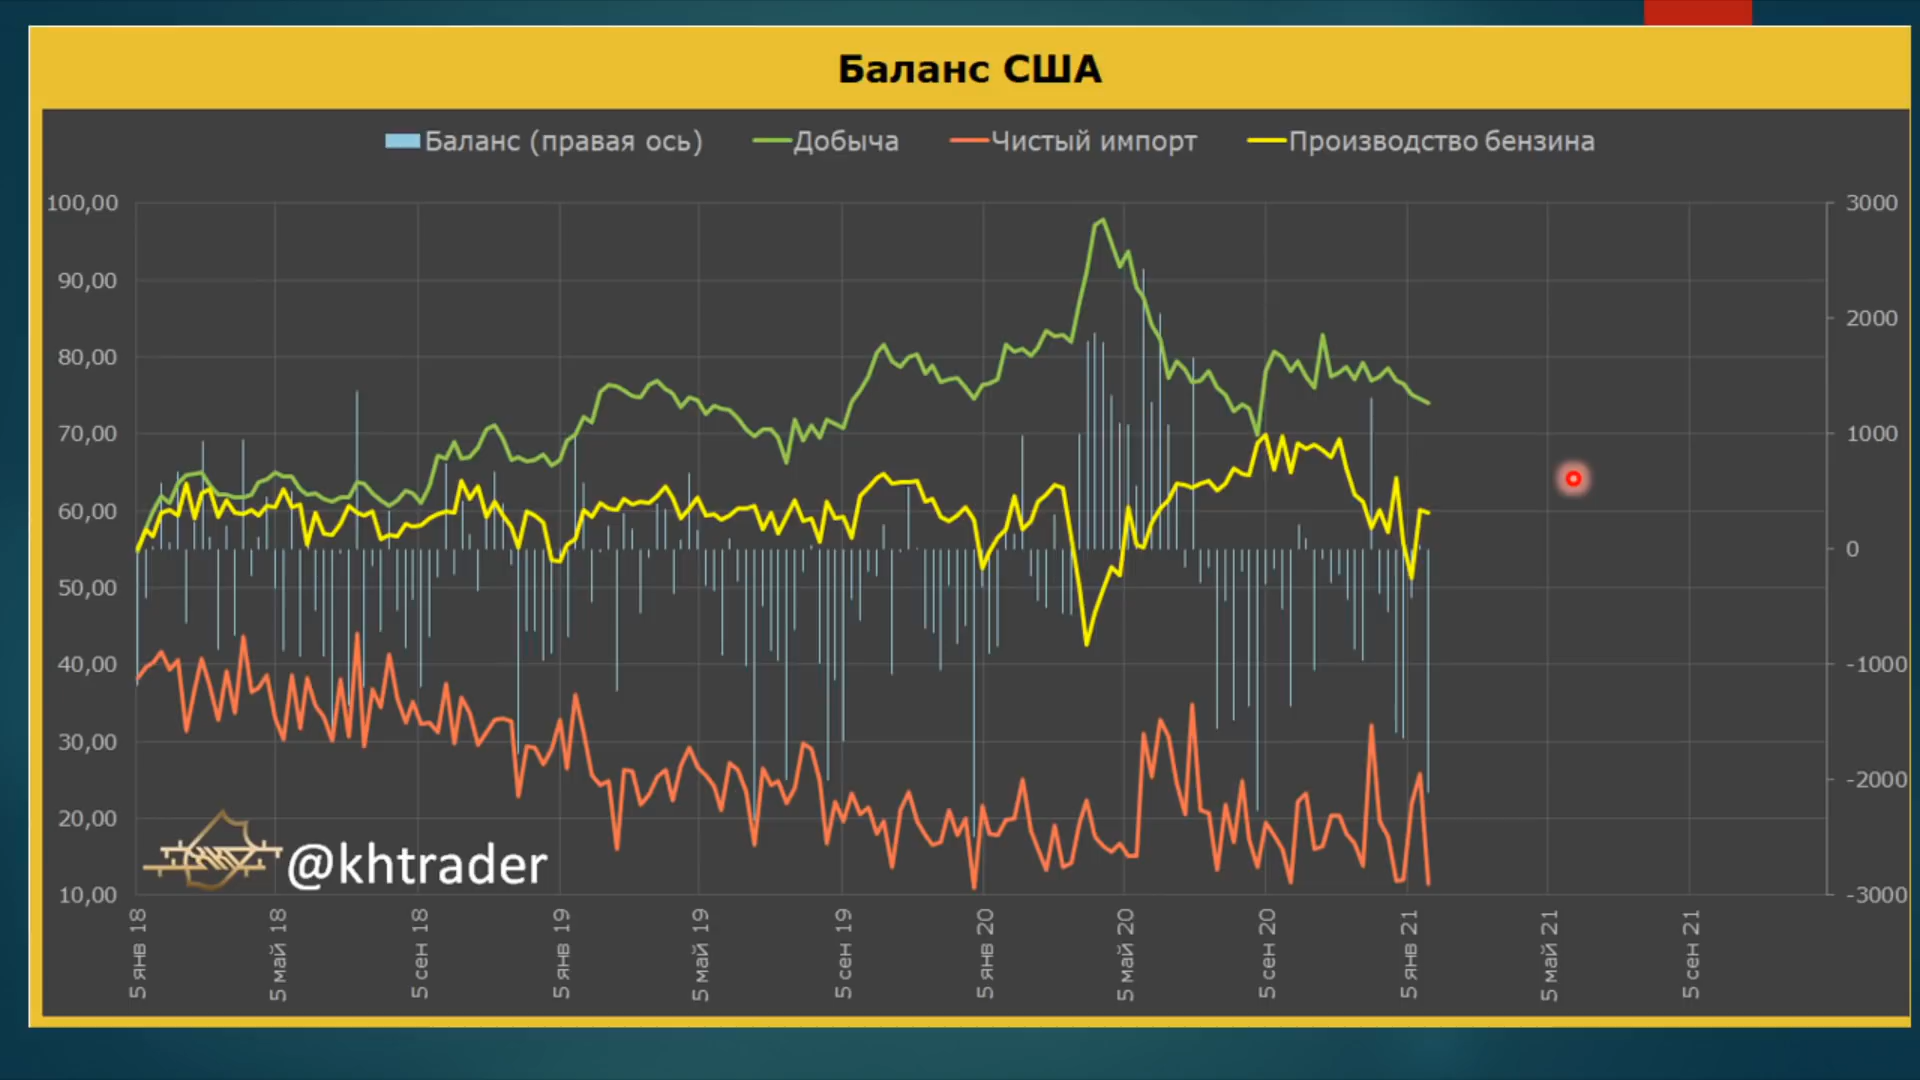 Баланс США
Баланс (правая ось) Добыча Чистый импорт Производство бензина
100,00
90,00
80,00
70,00
60,00
50,00
40,00
30,00
20,00
10,00
3000
2000
1000
0
-1000
-2000
-3000
@khtrader
5 янв 18
5 май 18
5 сен 18
5 янв 19
5 май 19
5 сен 19
5 янв 20
5 май 20
5 сен 20
5 янв 21
5 май 21
5 сен 21